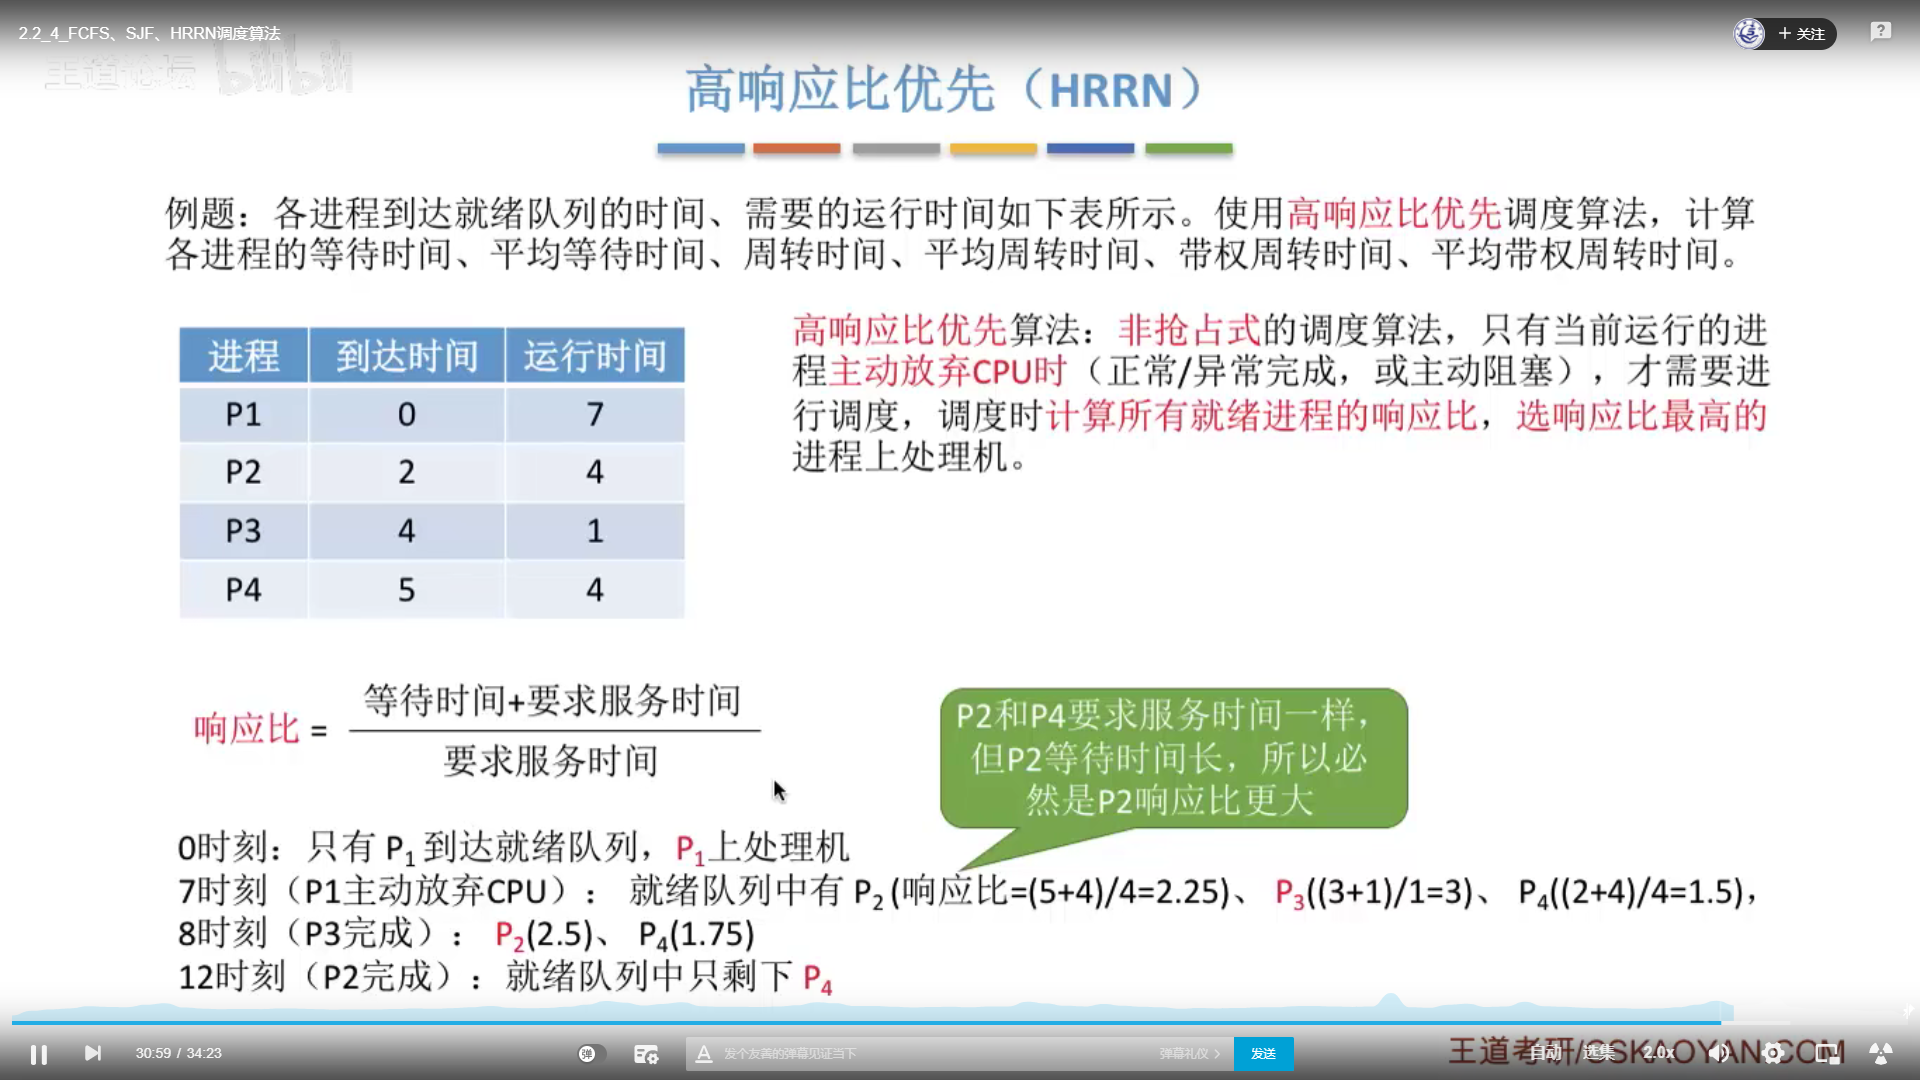 2.2_4_FCFS、SJF、HRRN调度算法
+ 关注
?
王道论坛 bilibili
高响应比优先（HRRN）
例题：各进程到达就绪队列的时间、需要的运行时间如下表所示。使用高响应比优先调度算法，计算
各进程的等待时间、平均等待时间、周转时间、平均周转时间、带权周转时间、平均带权周转时间。
进程 到达时间 运行时间
P1 0 7
P2 2 4
P3 4 1
P4 5 4
高响应比优先算法：非抢占式的调度算法，只有当前运行的进
程主动放弃CPU时（正常/异常完成，或主动阻塞），才需要进
行调度，调度时计算所有就绪进程的响应比，选响应比最高的
进程上处理机。
等待时间+要求服务时间
响应比 =
要求服务时间
P2和P4要求服务时间一样，
但P2等待时间长，所以必
然是P2响应比更大
0时刻：只有 P1 到达就绪队列，P1上处理机
7时刻（P1主动放弃CPU）： 就绪队列中有 P2 (响应比=(5+4)/4=2.25)、 P3((3+1)/1=3)、 P4((2+4)/4=1.5)，
8时刻（P3完成）： P2(2.5)、 P4(1.75)
12时刻（P2完成）：就绪队列中只剩下 P4
30:59 / 34:23
弹
A 发个友善的弹幕见证当下
弹幕礼仪 >
发送
王道考研/CSKAOYAN.COM
自动 选集 2.0x